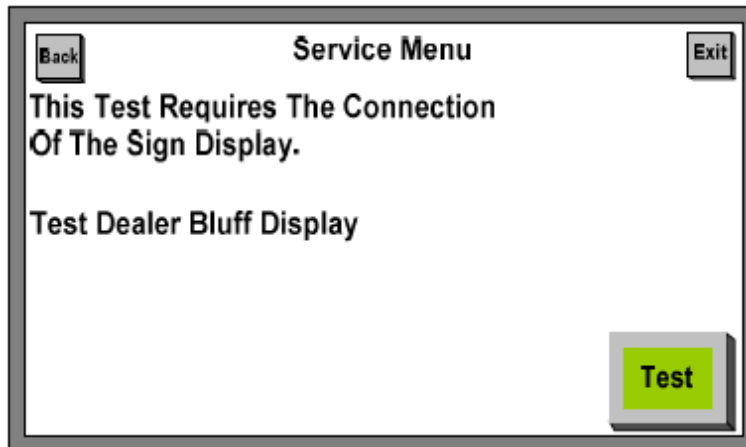 Back
Service Menu
Exit
This Test Requires The Connection
Of The Sign Display.
Test Dealer Bluff Display
Test